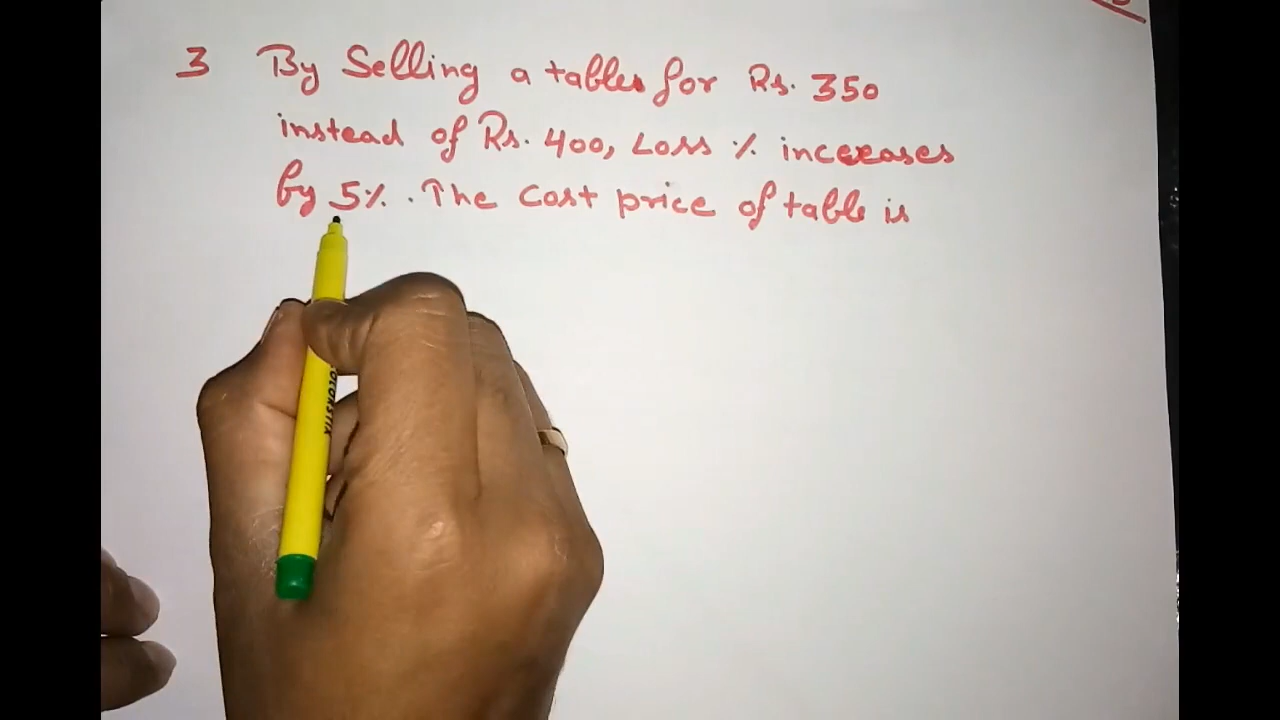 3 By Selling a tables for Rs. 350
instead of Rs. 400, Loss % increases
by 5%. The Cost price of table is